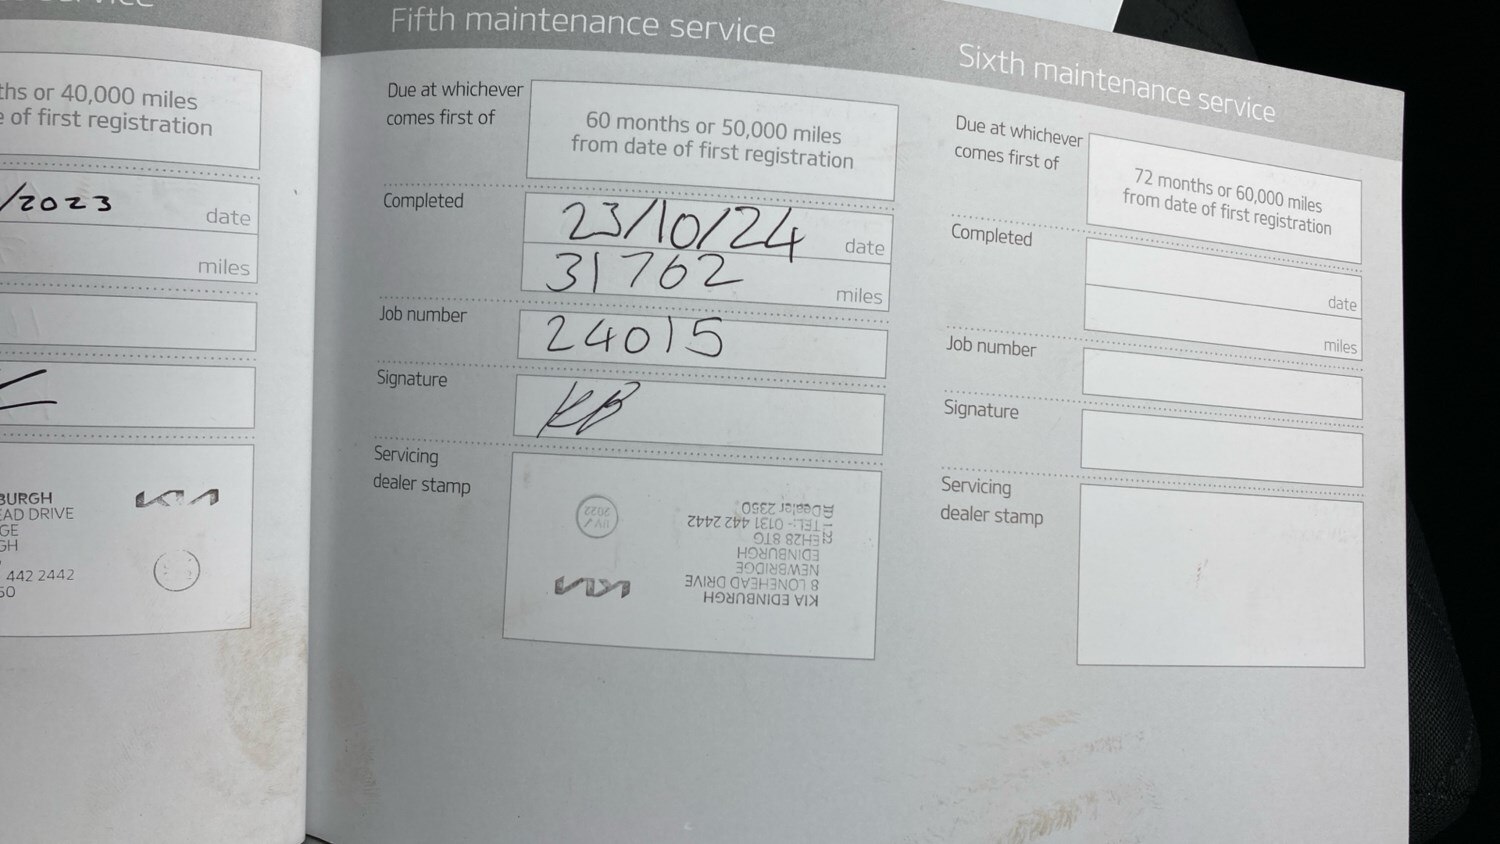 ths or 40,000 miles
e of first registration
/2023
date
miles
BURGH
EAD DRIVE
GE
GH
442 2442
50
KIA
Fifth maintenance service
Due at whichever
comes first of
60 months or 50,000 miles
from date of first registration
Completed
23/10/24
date
31762
miles
Job number
24015
Signature
KB
Servicing
dealer stamp
KIA EDINBURGH
8 LONEHEAD DRIVE
NEWBRIDGE
EDINBURGH
EH28 8TG
TEL:- 0131 442 2442
Dealer 2350
KIA
2022
Sixth maintenance service
Due at whichever
comes first of
72 months or 60,000 miles
from date of first registration
Completed
date
miles
Job number
Signature
Servicing
dealer stamp